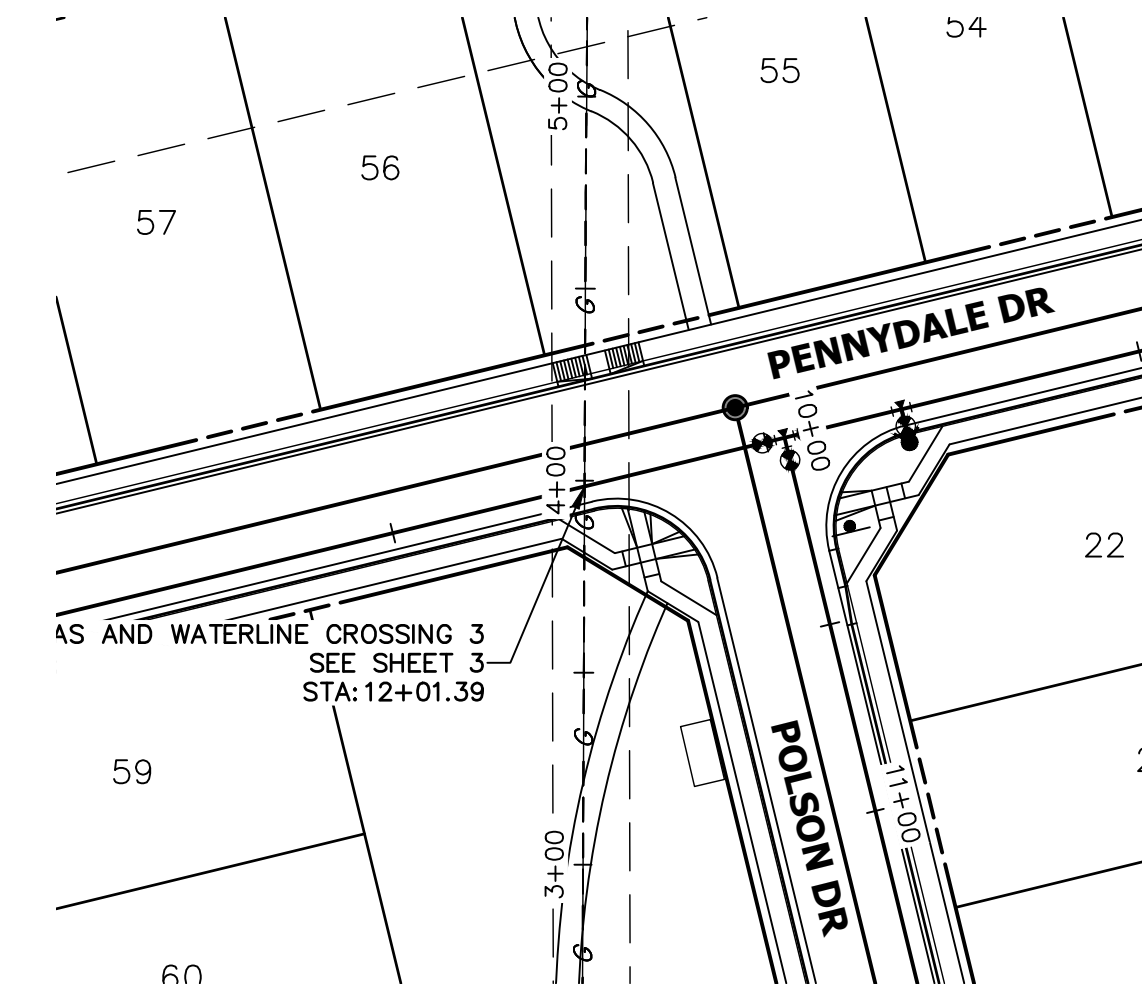 54
55
5+00
G
56
57
G
PENNYDALE DR
10+00
4+00
G
22
AS AND WATERLINE CROSSING 3
SEE SHEET 3
STA:12+01.39
G
59
POLSON DR
11+00
3+00
G
60